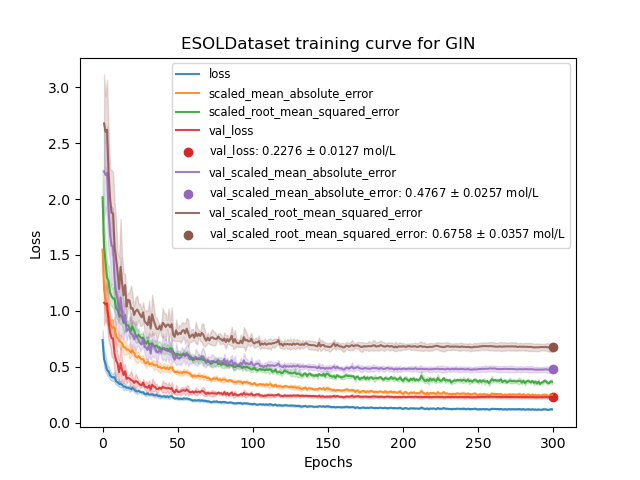 ESOLDataset training curve for GIN
loss
scaled_mean_absolute_error
scaled_root_mean_squared_error
val_loss
val_loss: 0.2276 ± 0.0127 mol/L
val_scaled_mean_absolute_error
val_scaled_mean_absolute_error: 0.4767 ± 0.0257 mol/L
val_scaled_root_mean_squared_error
val_scaled_root_mean_squared_error: 0.6758 ± 0.0357 mol/L
Loss
3.0
2.5
2.0
1.5
1.0
0.5
0.0
0 50 100 150 200 250 300
Epochs